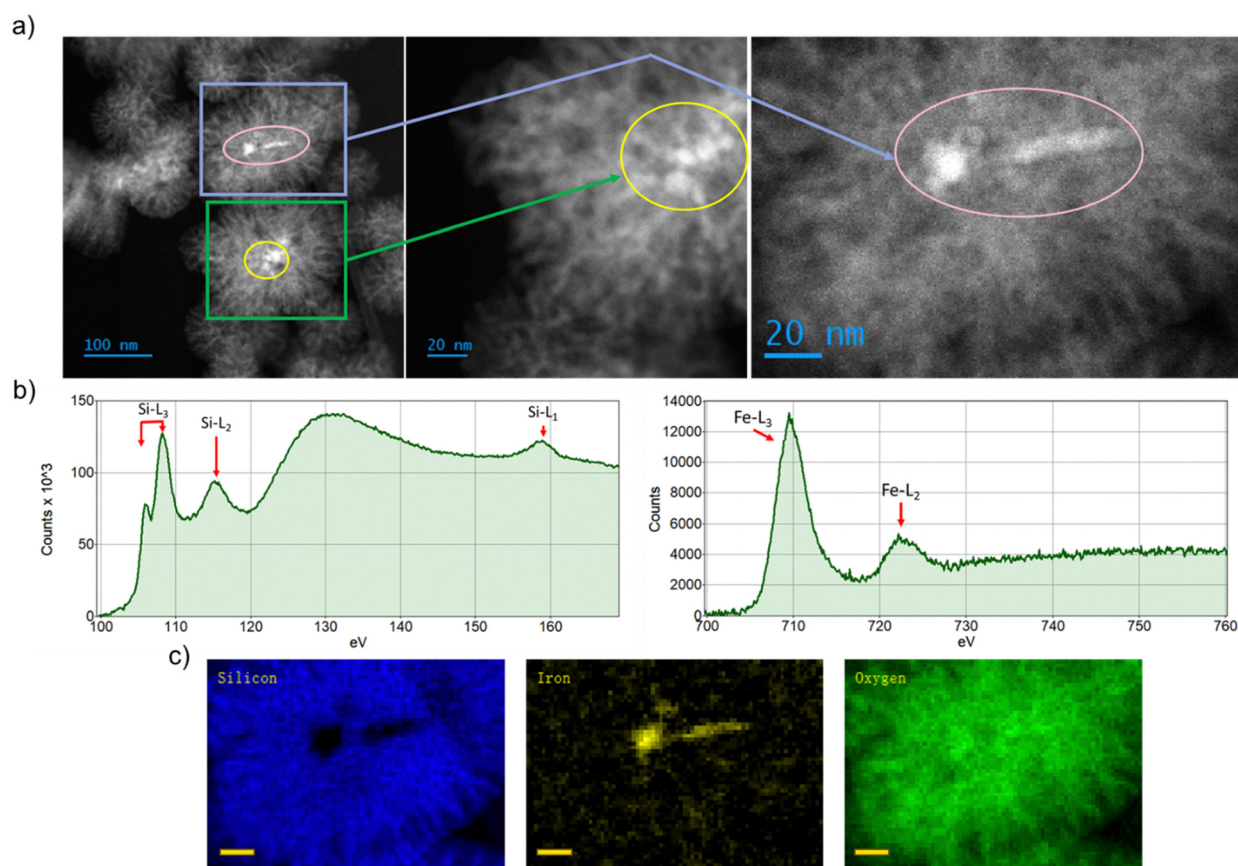 a)
100 nm
20 nm
20 nm
b)
150
100
50
0
Counts x 10^3
Si-L₃
Si-L₂
Si-L₁
100 110 120 130 140 150 160
eV
14000
12000
10000
8000
6000
4000
2000
0
Counts
Fe-L₃
Fe-L₂
700 710 720 730 740 750 760
eV
c)
Silicon
Iron
Oxygen